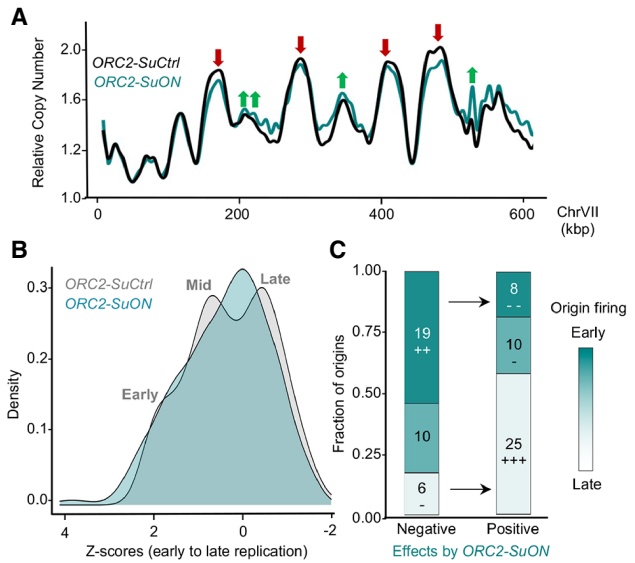 A
Relative Copy Number
2.0
1.6
1.2
1.0
ORC2-SuCtrl
ORC2-SuON
0
200
400
600
ChrVII
(kbp)
B
Density
0.3
0.2
0.1
0.0
ORC2-SuCtrl
ORC2-SuON
Mid
Late
Early
4
2
0
-2
Z-scores (early to late replication)
C
Fraction of origins
1.00
0.75
0.50
0.25
0.00
19
++
10
6
-
8
- -
10
-
25
+++
Negative
Positive
Effects by ORC2-SuON
Origin firing
Early
Late